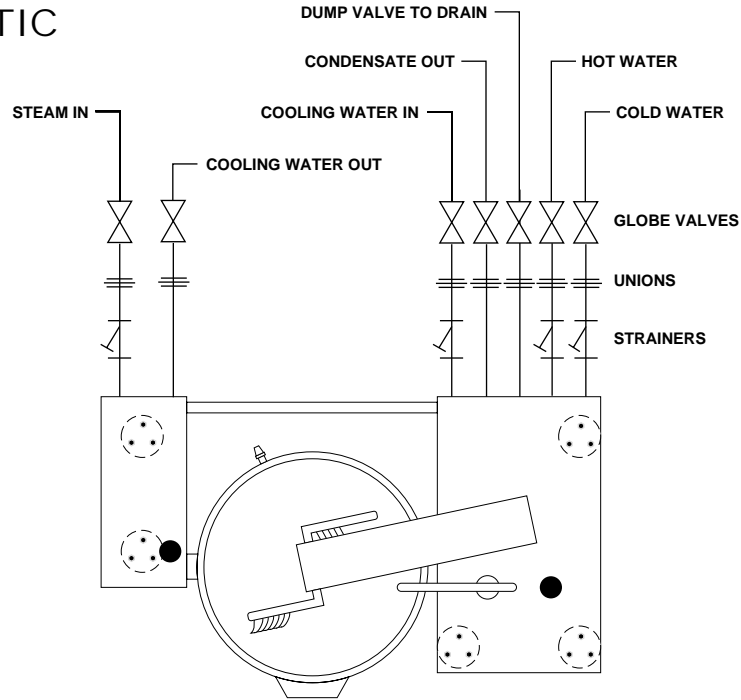 TIC
DUMP VALVE TO DRAIN
CONDENSATE OUT
HOT WATER
STEAM IN
COOLING WATER IN
COLD WATER
COOLING WATER OUT
GLOBE VALVES
UNIONS
STRAINERS